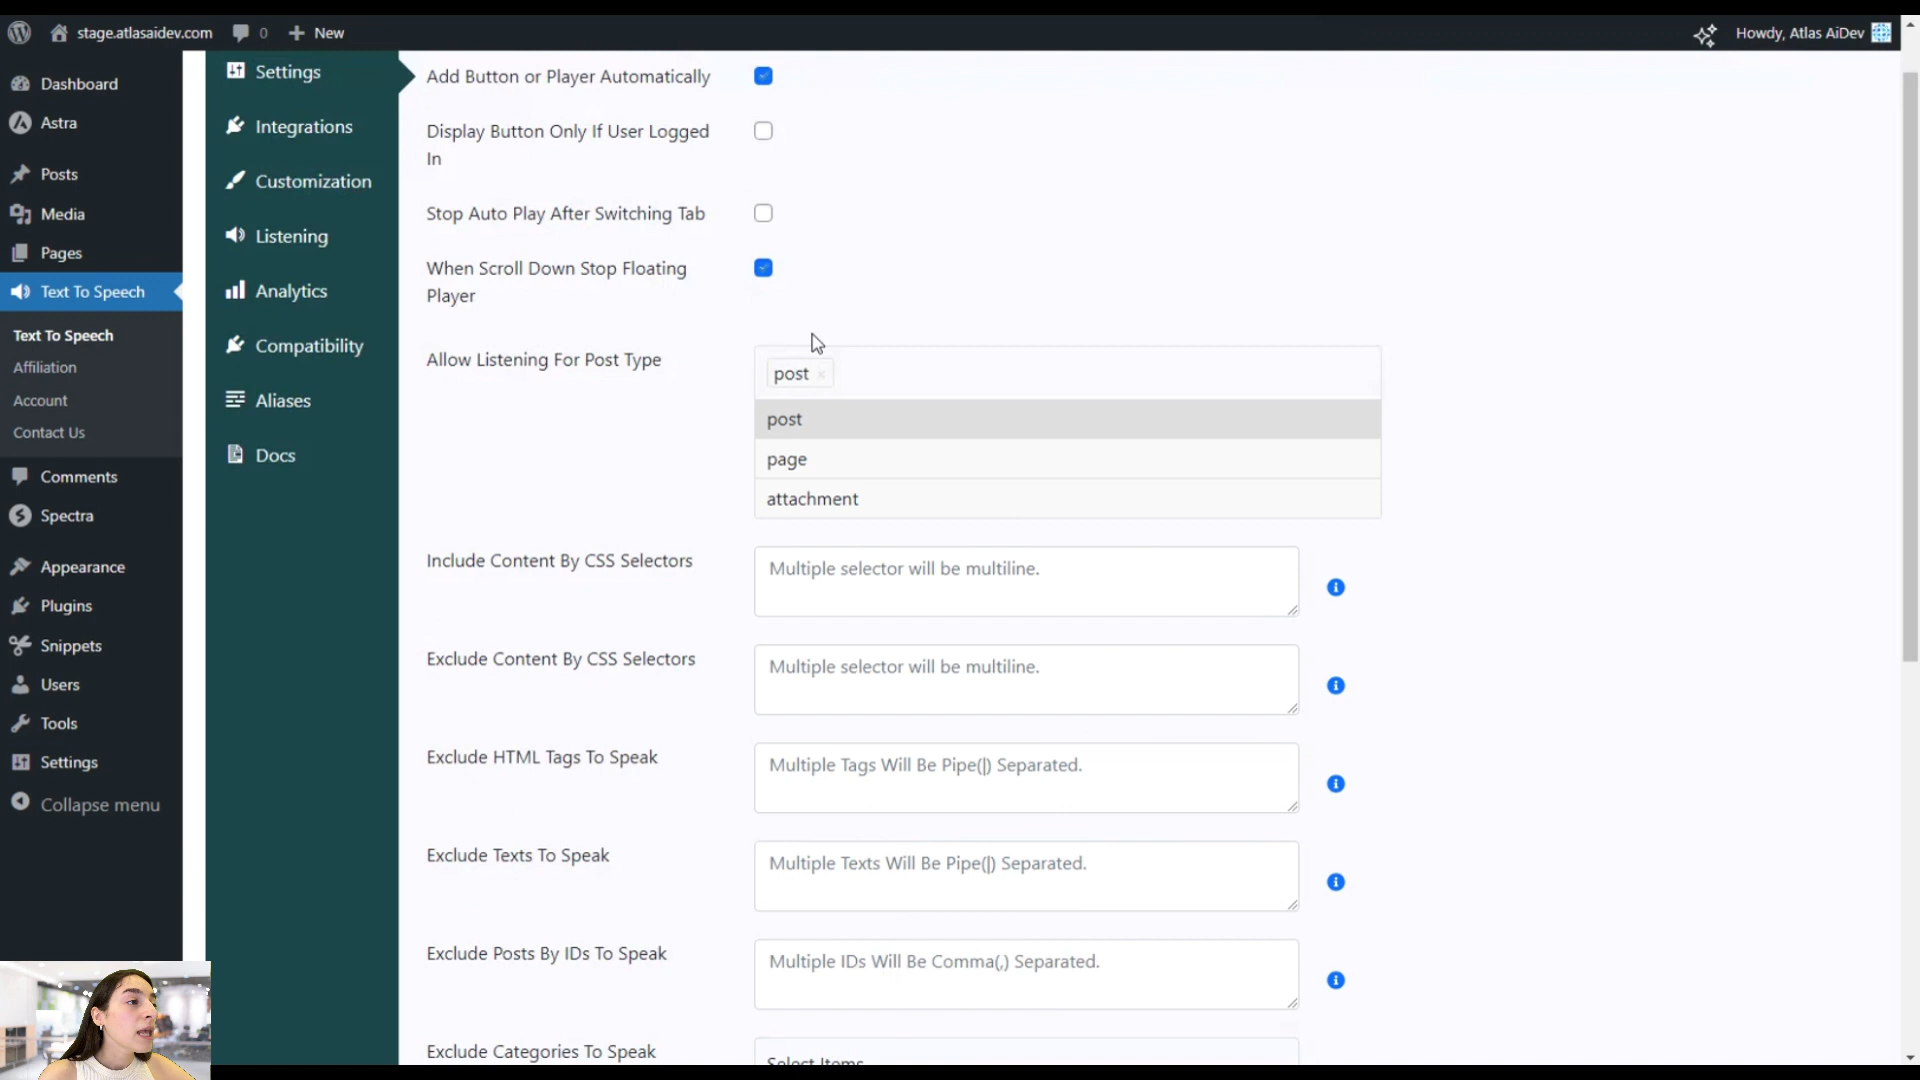 stage.atlasaidev.com
0
New
Howdy, Atlas AiDev
Dashboard
Astra
Posts
Media
Pages
Text To Speech
Text To Speech
Affiliation
Account
Contact Us
Comments
Spectra
Appearance
Plugins
Snippets
Users
Tools
Settings
Collapse menu
Settings
Integrations
Customization
Listening
Analytics
Compatibility
Aliases
Docs
Add Button or Player Automatically
Display Button Only If User Logged
In
Stop Auto Play After Switching Tab
When Scroll Down Stop Floating
Player
Allow Listening For Post Type
post ×
post
page
attachment
Include Content By CSS Selectors
Multiple selector will be multiline.
Exclude Content By CSS Selectors
Multiple selector will be multiline.
Exclude HTML Tags To Speak
Multiple Tags Will Be Pipe(|) Separated.
Exclude Texts To Speak
Multiple Texts Will Be Pipe(|) Separated.
Exclude Posts By IDs To Speak
Multiple IDs Will Be Comma(,) Separated.
Exclude Categories To Speak
Select Items